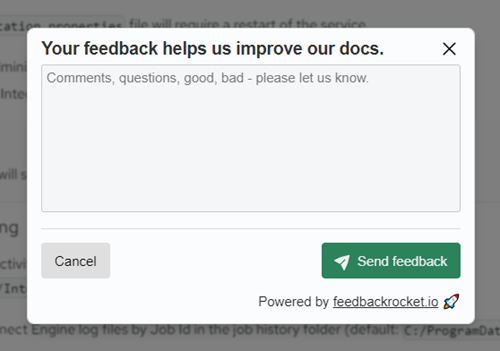 cation.properties file will require a restart of the service.
Your feedback helps us improve our docs.
Comments, questions, good, bad - please let us know.
will s
Cancel
Send feedback
Powered by feedbackrocket.io
nect Engine log files by Job Id in the job history folder (default: C:/ProgramDat